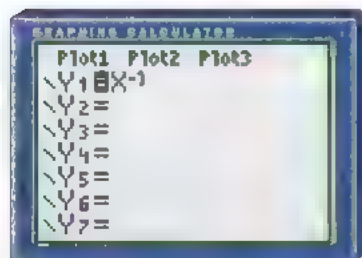 GRAPHING CALCULATOR
Plot1 Plot2 Plot3
\Y1=X⁻¹
\Y2=
\Y3=
\Y4=
\Y5=
\Y6=
\Y7=